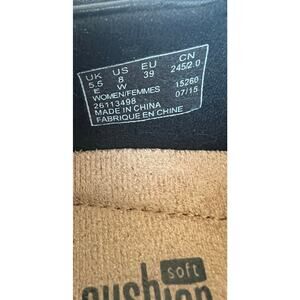 UK US EU CN
5.5 8 39 245/2.0
E W
WOMEN/FEMMES 15260
26113498 07/15
MADE IN CHINA
FABRIQUE EN CHINE
soft
cushion